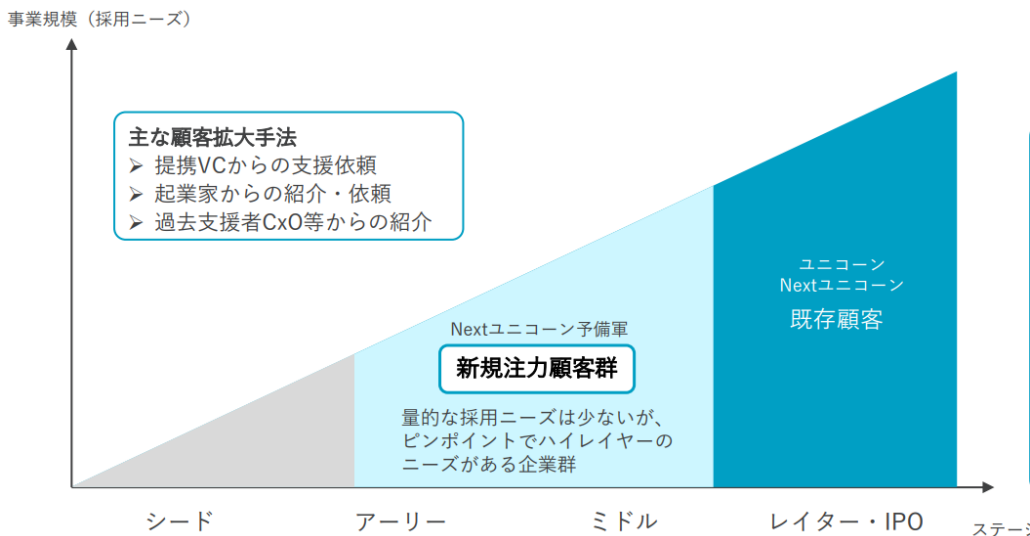 事業規模（採用ニーズ）
主な顧客拡大手法
➢ 提携VCからの支援依頼
➢ 起業家からの紹介・依頼
➢ 過去支援者CxO等からの紹介
ユニコーン
Nextユニコーン
既存顧客
Nextユニコーン予備軍
新規注力顧客群
量的な採用ニーズは少ないが、
ピンポイントでハイレイヤーの
ニーズがある企業群
シード
アーリー
ミドル
レイター・IPO
ステー